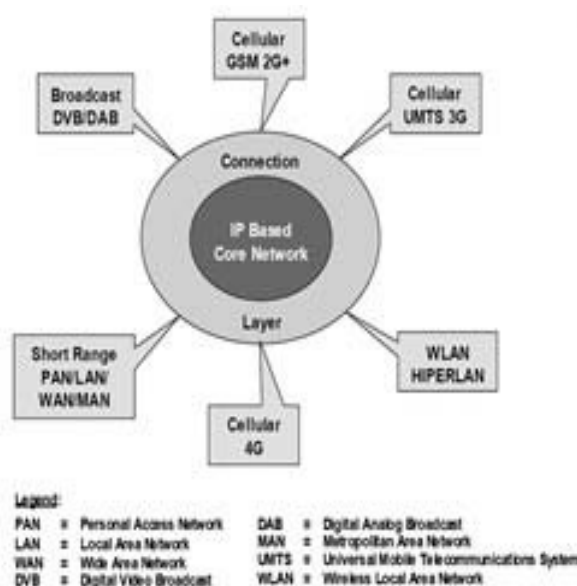 Cellular
GSM 2G+
Broadcast
DVB/DAB
Cellular
UMTS 3G
Connection
IP Based
Core Network
Layer
Short Range
PAN/LAN/
WAN/MAN
WLAN
HIPERLAN
Cellular
4G
Legend:
PAN = Personal Access Network
LAN = Local Area Network
WAN = Wide Area Network
DVB = Digital Video Broadcast
DAB = Digital Analog Broadcast
MAN = Metropolitan Area Network
UMTS = Universal Mobile Telecommunications System
WLAN = Wireless Local Area Network